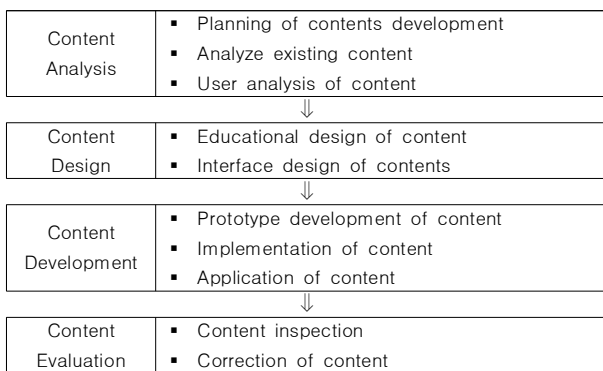 Content
Analysis
▪ Planning of contents development
▪ Analyze existing content
▪ User analysis of content
⇓
Content
Design
▪ Educational design of content
▪ Interface design of contents
⇓
Content
Development
▪ Prototype development of content
▪ Implementation of content
▪ Application of content
⇓
Content
Evaluation
▪ Content inspection
▪ Correction of content